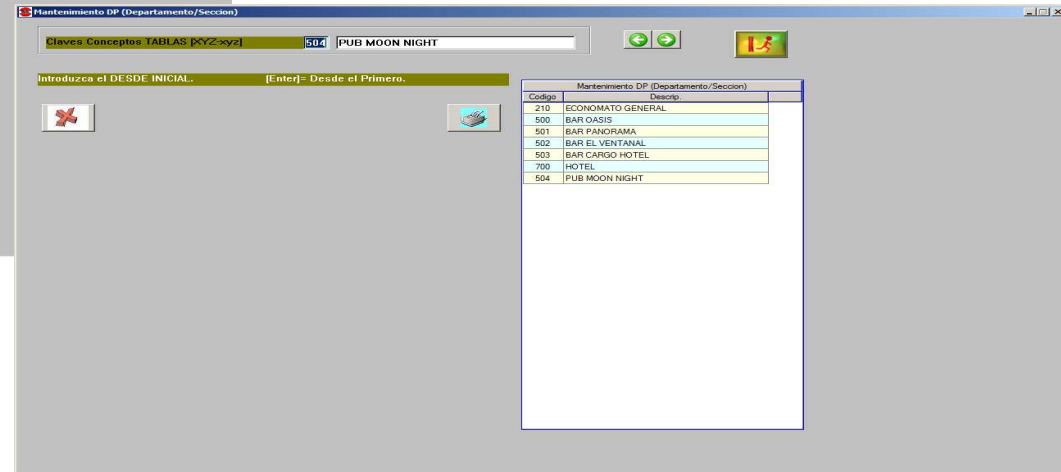 Mantenimiento DP (Departamento/Seccion)
Claves Conceptos TABLAS [XYZ-xyz] 504 PUB MOON NIGHT
Introduzca el DESDE INICIAL. [Enter]= Desde el Primero.
Mantenimiento DP (Departamento/Seccion)
Codigo Descrip.
210 ECONOMATO GENERAL
500 BAR OASIS
501 BAR PANORAMA
502 BAR EL VENTANAL
503 BAR CARGO HOTEL
700 HOTEL
504 PUB MOON NIGHT